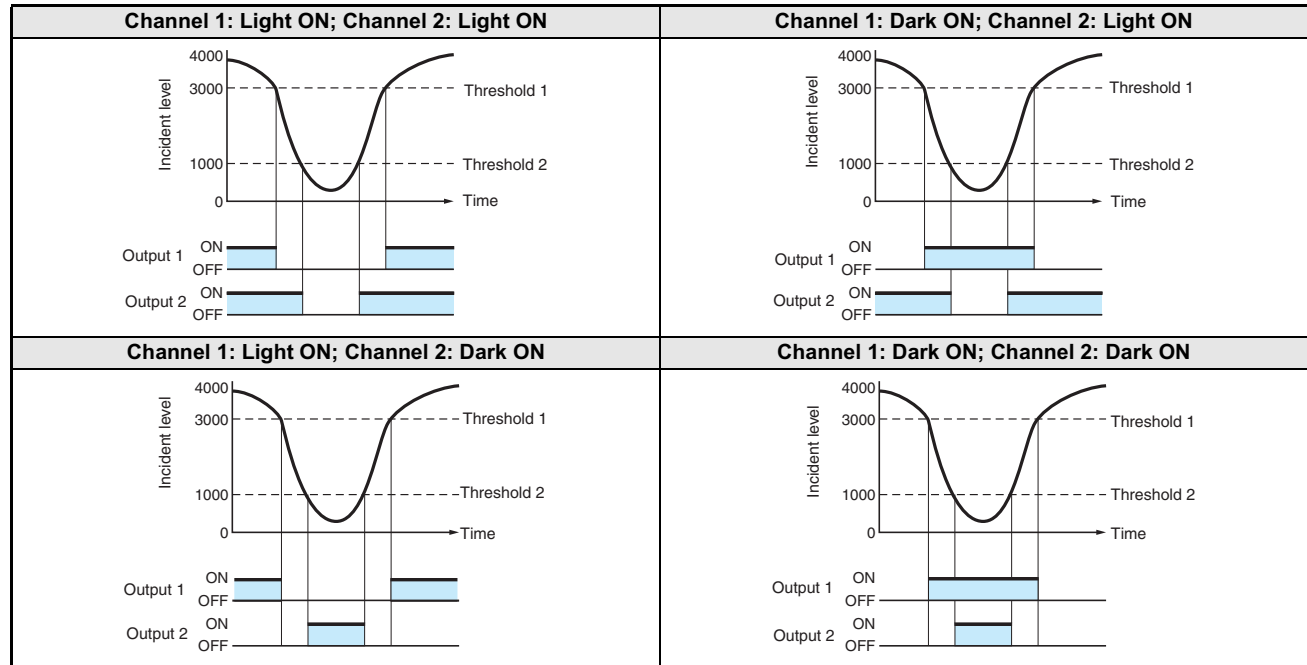 Channel 1: Light ON; Channel 2: Light ON
4000
3000
1000
0
Incident level
Threshold 1
Threshold 2
Time
Output 1
ON
OFF
Output 2
ON
OFF
Channel 1: Dark ON; Channel 2: Light ON
4000
3000
1000
0
Incident level
Threshold 1
Threshold 2
Time
Output 1
ON
OFF
Output 2
ON
OFF
Channel 1: Light ON; Channel 2: Dark ON
4000
3000
1000
0
Incident level
Threshold 1
Threshold 2
Time
Output 1
ON
OFF
Output 2
ON
OFF
Channel 1: Dark ON; Channel 2: Dark ON
4000
3000
1000
0
Incident level
Threshold 1
Threshold 2
Time
Output 1
ON
OFF
Output 2
ON
OFF